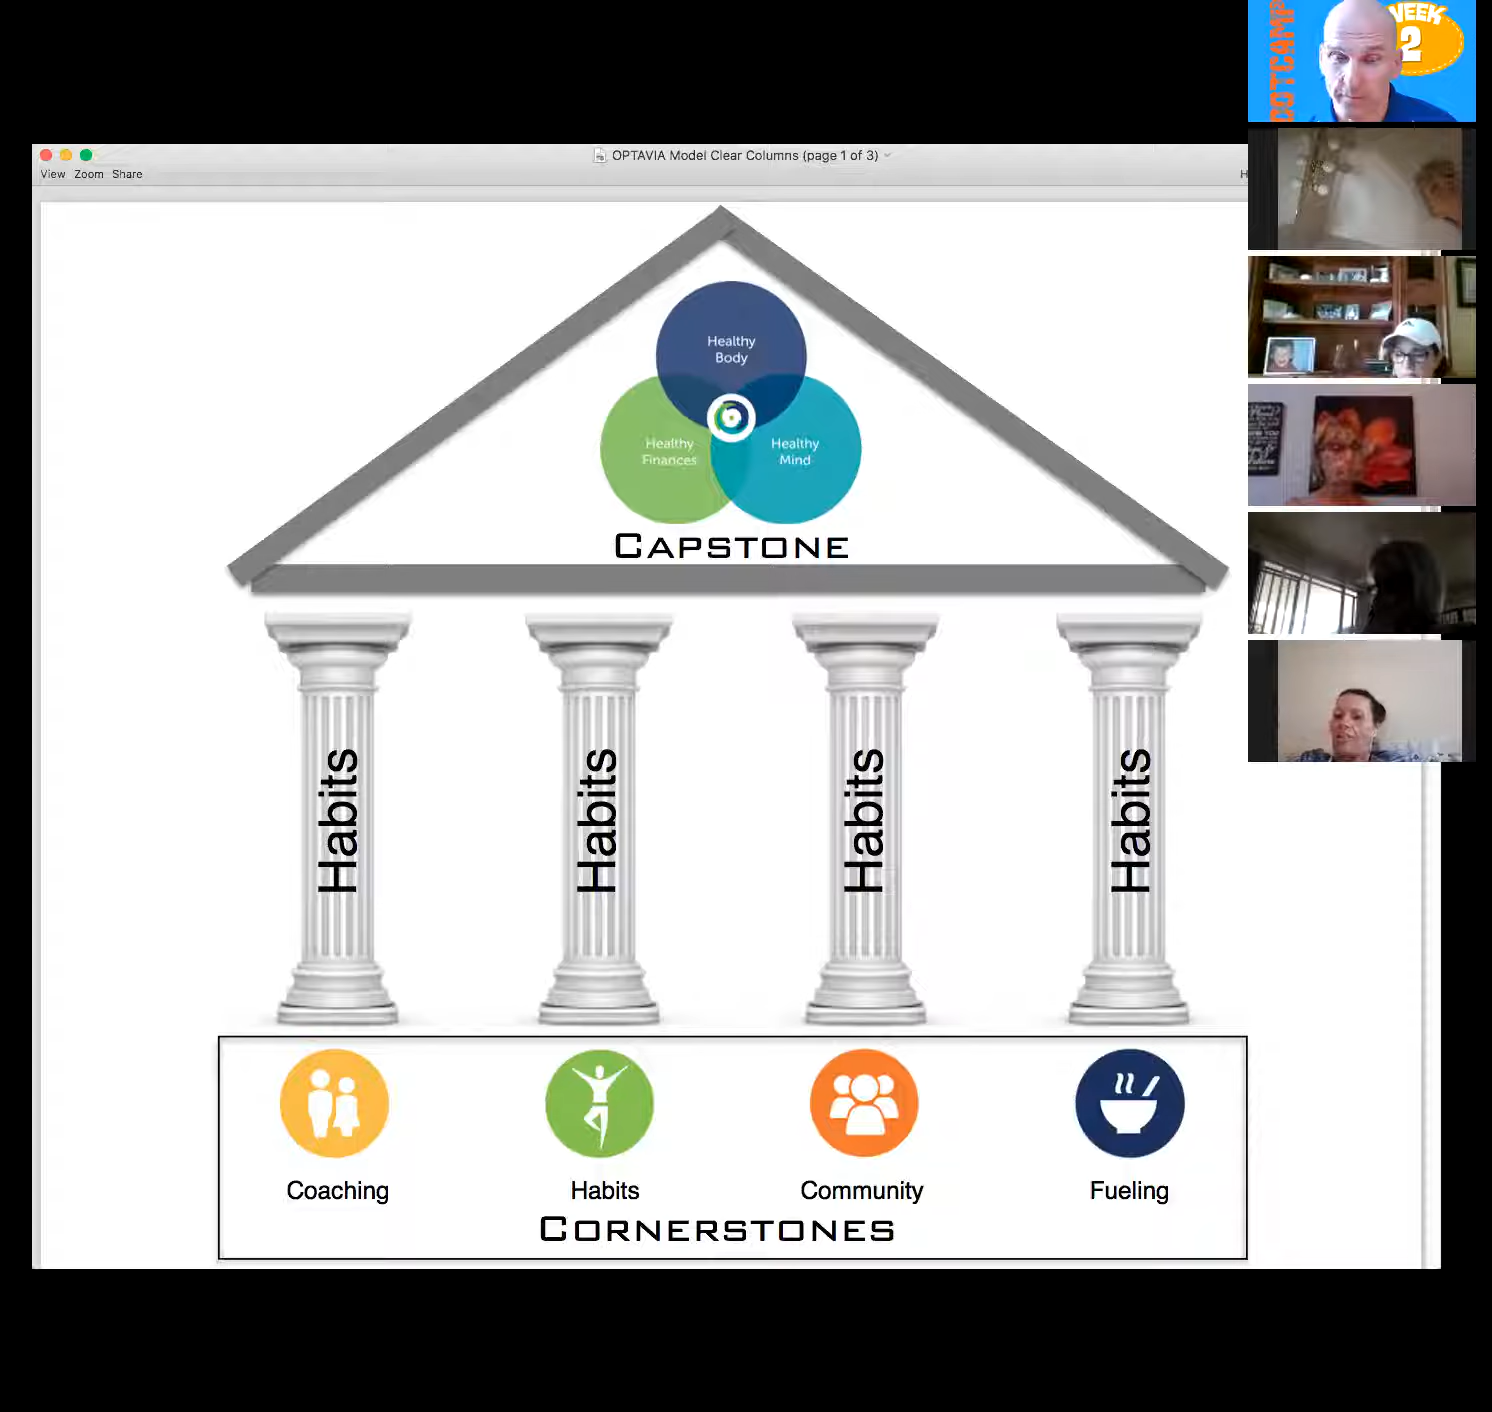 OOTCAMP
WEEK
2
OPTAVIA Model Clear Columns (page 1 of 3)
View Zoom Share
H
Healthy
Body
Healthy
Finances
Healthy
Mind
CAPSTONE
Habits
Habits
Habits
Habits
Coaching
Habits
Community
Fueling
CORNERSTONES